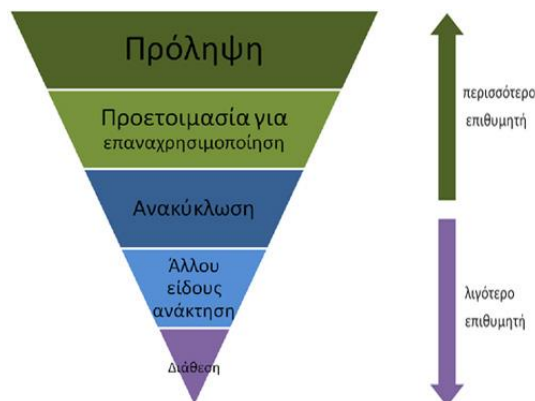 Πρόληψη
Προετοιμασία για
επαναχρησιμοποίηση
Ανακύκλωση
Άλλου
είδους
ανάκτηση
Διάθεση
περισσότερο
επιθυμητή
λιγότερο
επιθυμητή